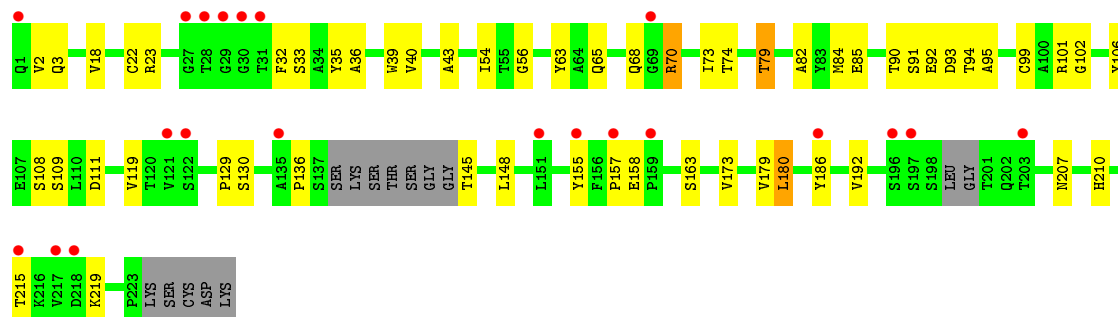 Q1 V2 Q3 V18 C22 R23 G27 T28 G29 G30 T31 F32 S33 A34 Y35 A36 W39 V40 A43 I54 T55 G56 Y63 A64 Q65 Q68 G69 R70 I73 T74 T79 A82 Y83 M84 E85 T90 S91 E92 D93 T94 A95 C99 A100 R101 G102 Y106
E107 S108 S109 L110 D111 V119 T120 V121 S122 P129 S130 A135 P136 S137 SER LYS SER THR SER GLY GLY T145 L148 L151 Y155 F156 P157 E158 P159 S163 V173 V179 L180 Y186 V192 S196 S197 S198 LEU GLY T201 Q202 T203 N207 H210
T215 K216 V217 D218 K219 P223 LYS SER CYS ASP LYS